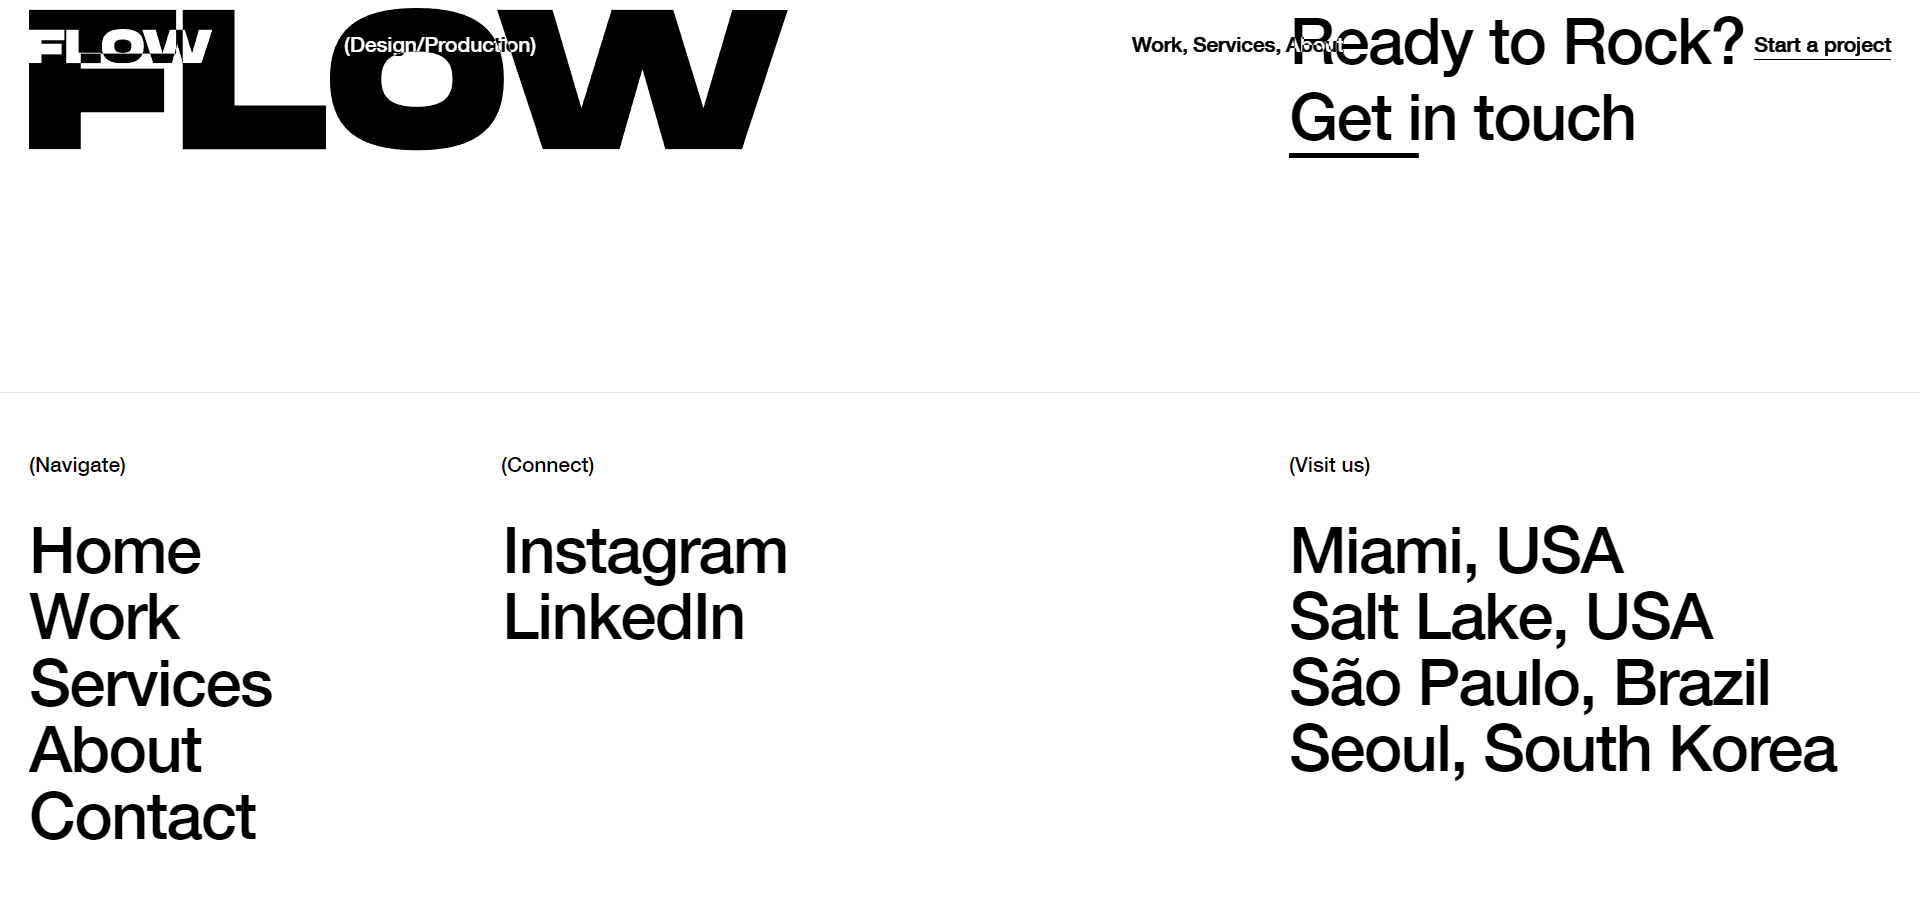 FLOW
FLOW
(Design/Production)
Work, Services, About
Start a project
Ready to Rock?
Get in touch
(Navigate)
Home
Work
Services
About
Contact
(Connect)
Instagram
LinkedIn
(Visit us)
Miami, USA
Salt Lake, USA
São Paulo, Brazil
Seoul, South Korea